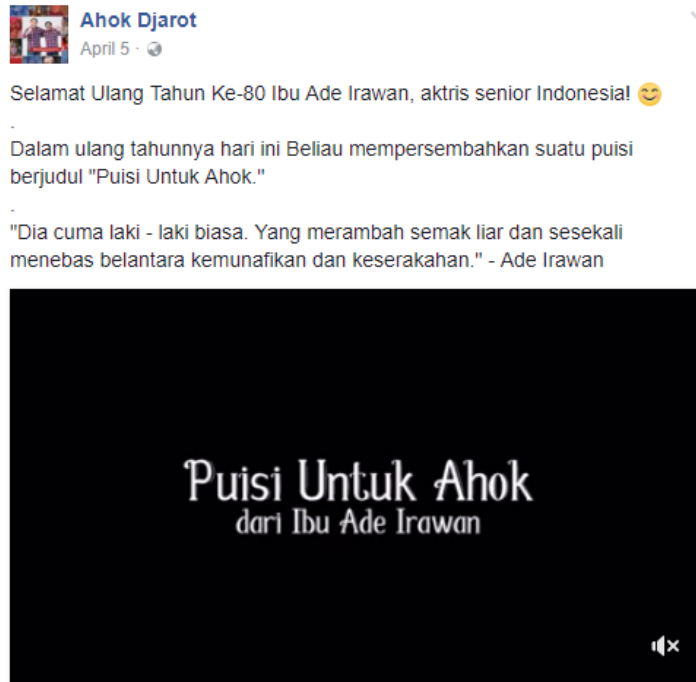 Ahok Djarot
April 5 ·
Selamat Ulang Tahun Ke-80 Ibu Ade Irawan, aktris senior Indonesia! 😊
.
Dalam ulang tahunnya hari ini Beliau mempersembahkan suatu puisi
berjudul "Puisi Untuk Ahok."
.
"Dia cuma laki - laki biasa. Yang merambah semak liar dan sesekali
menebas belantara kemunafikan dan keserakahan." - Ade Irawan
Puisi Untuk Ahok
dari Ibu Ade Irawan